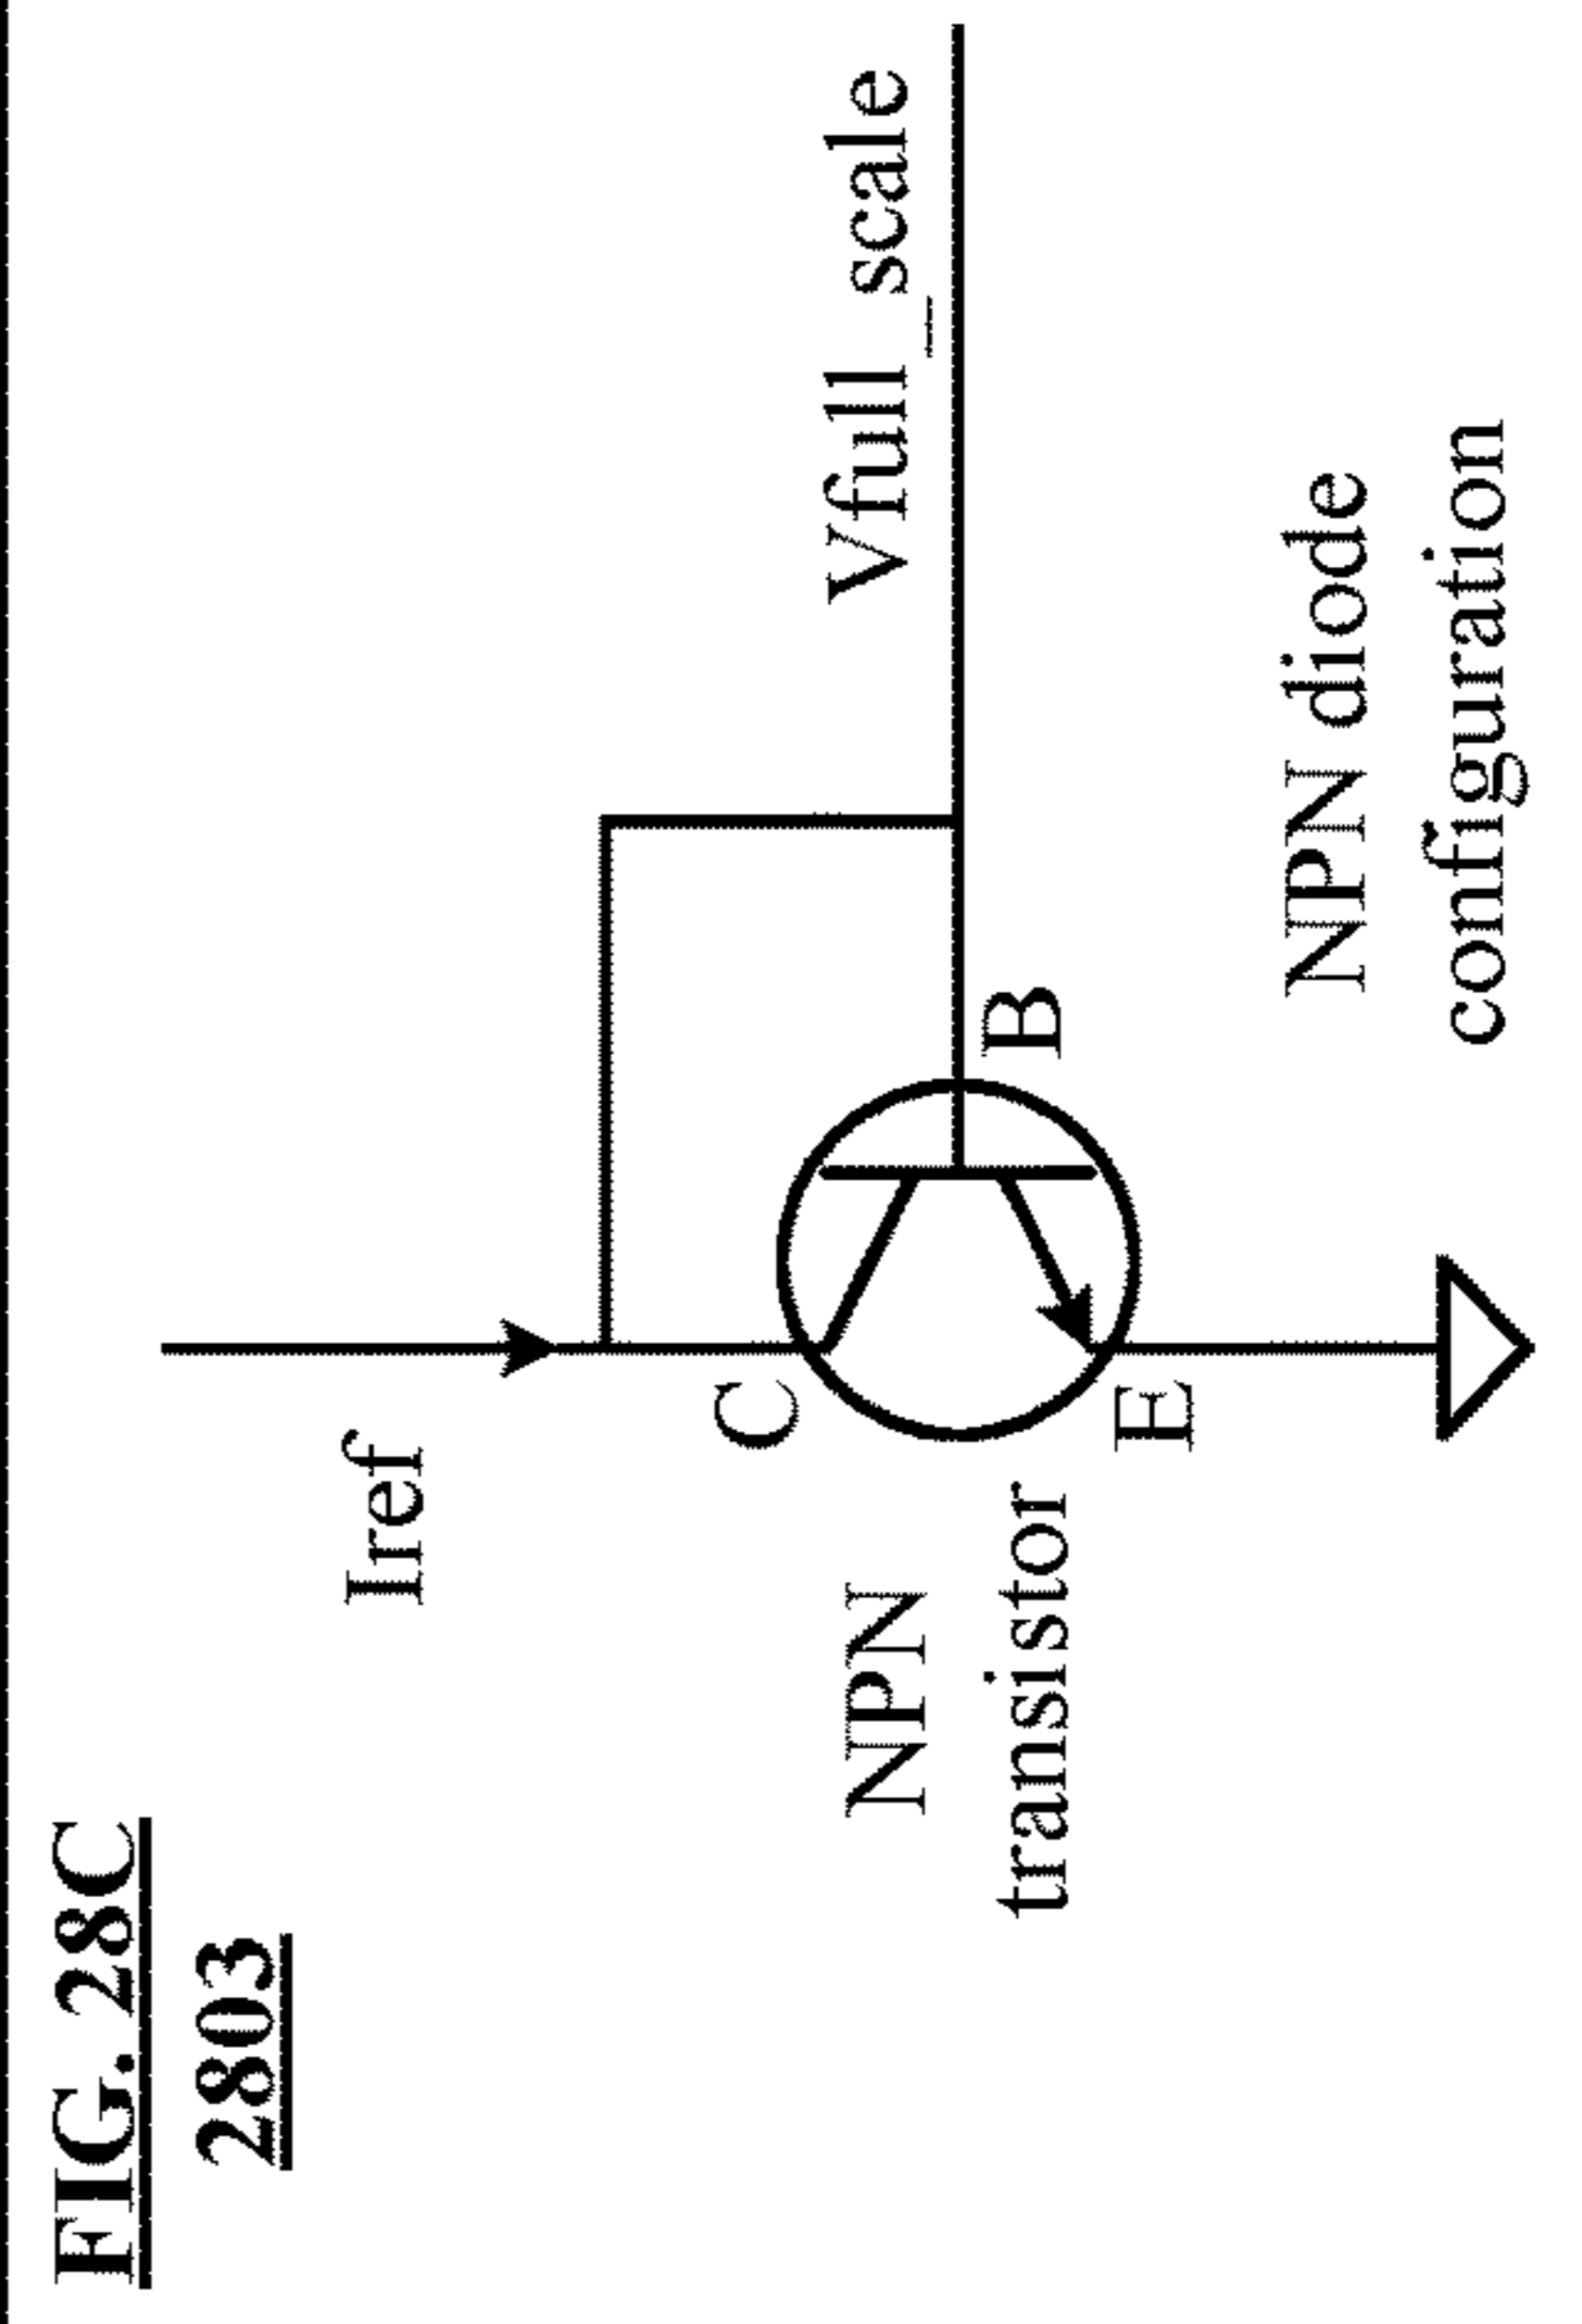 FIG. 28C
2803
Iref
Vfull_scale
C
B
E
NPN
transistor
NPN diode
configuration